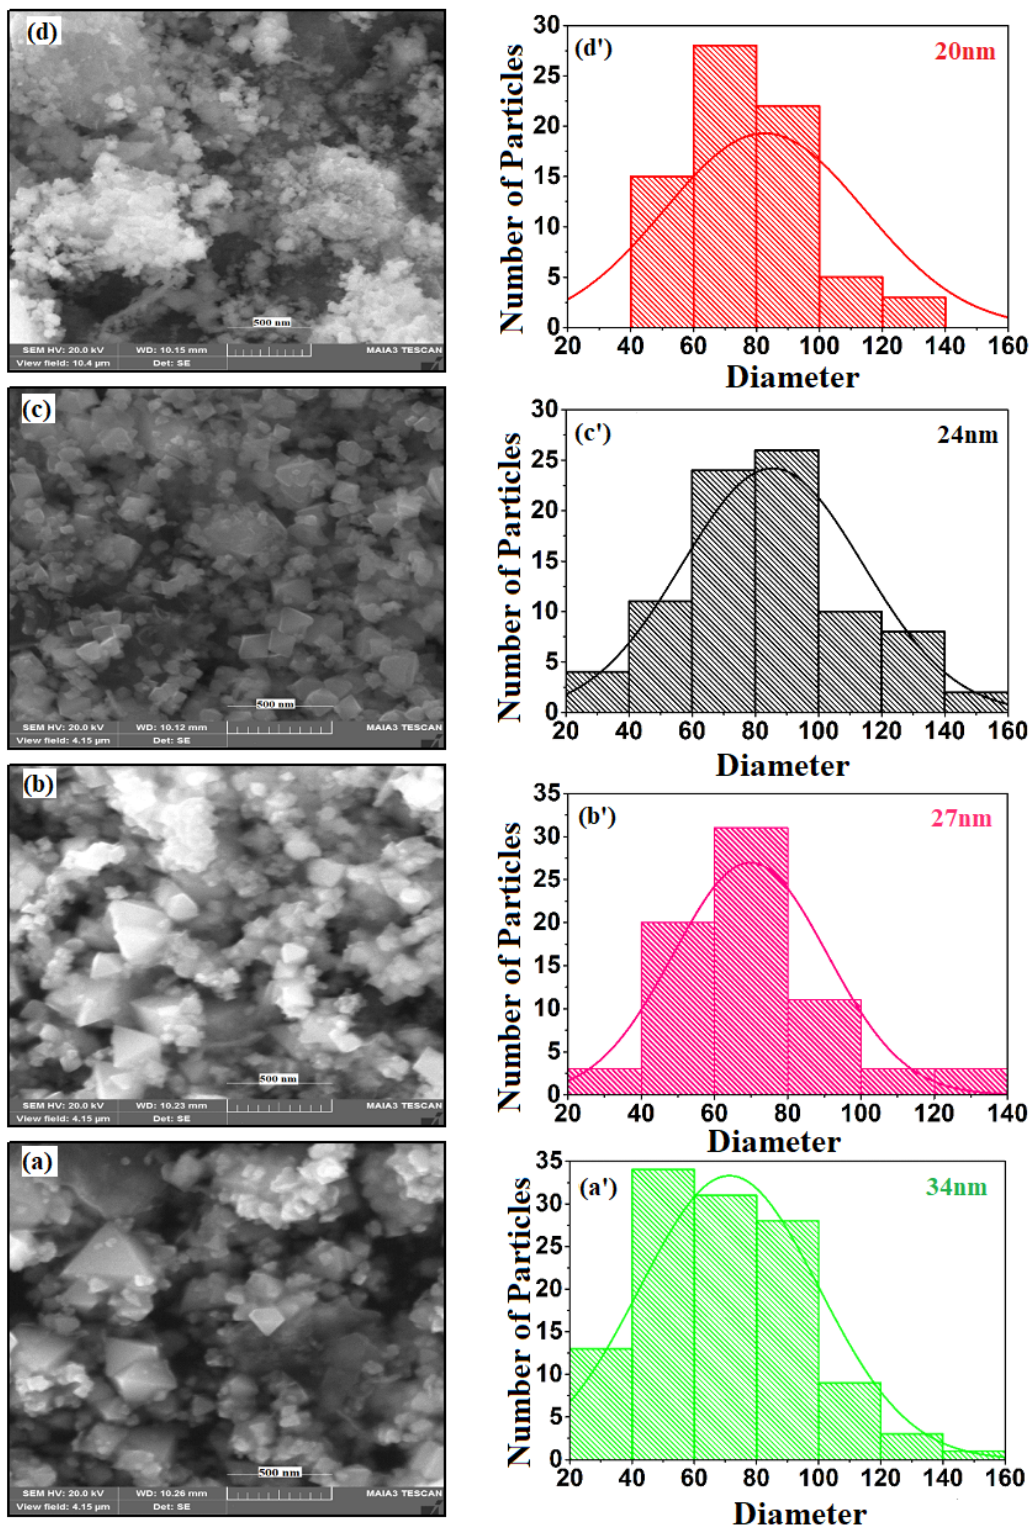 (d)
500 nm
SEM HV: 20.0 kV WD: 10.15 mm MAIA3 TESCAN
View field: 10.4 µm Det: SE
(d')
20nm
Number of Particles
30
25
20
15
10
5
0
20 40 60 80 100 120 140 160
Diameter
(c)
500 nm
SEM HV: 20.0 kV WD: 10.12 mm MAIA3 TESCAN
View field: 4.15 µm Det: SE
(c')
24nm
Number of Particles
30
25
20
15
10
5
0
20 40 60 80 100 120 140 160
Diameter
(b)
500 nm
SEM HV: 20.0 kV WD: 10.23 mm MAIA3 TESCAN
View field: 4.15 µm Det: SE
(b')
27nm
Number of Particles
35
30
25
20
15
10
5
0
20 40 60 80 100 120 140
Diameter
(a)
500 nm
SEM HV: 20.0 kV WD: 10.26 mm MAIA3 TESCAN
View field: 4.15 µm Det: SE
(a')
34nm
Number of Particles
35
30
25
20
15
10
5
0
20 40 60 80 100 120 140 160
Diameter